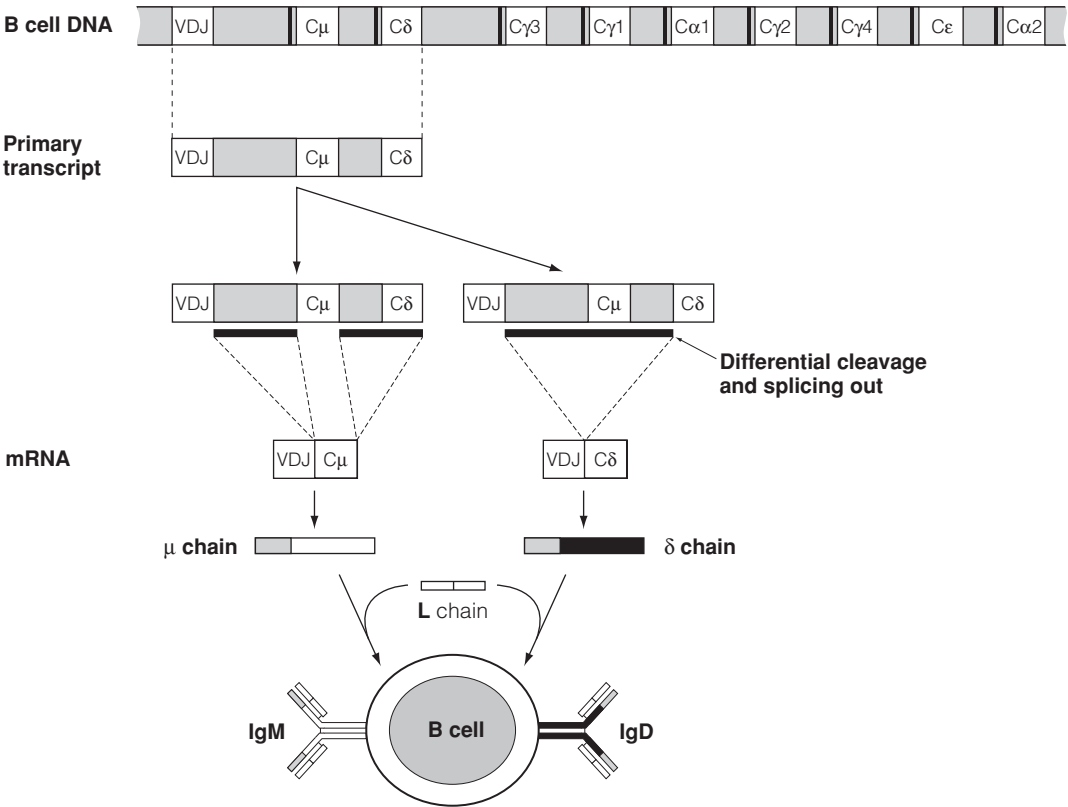 B cell DNA VDJ Cμ Cδ Cγ3 Cγ1 Cα1 Cγ2 Cγ4 Cε Cα2
Primary
transcript
VDJ Cμ Cδ
VDJ Cμ Cδ
VDJ Cμ Cδ
Differential cleavage
and splicing out
mRNA VDJ Cμ VDJ Cδ
μ chain
δ chain
L chain
IgM
B cell
IgD